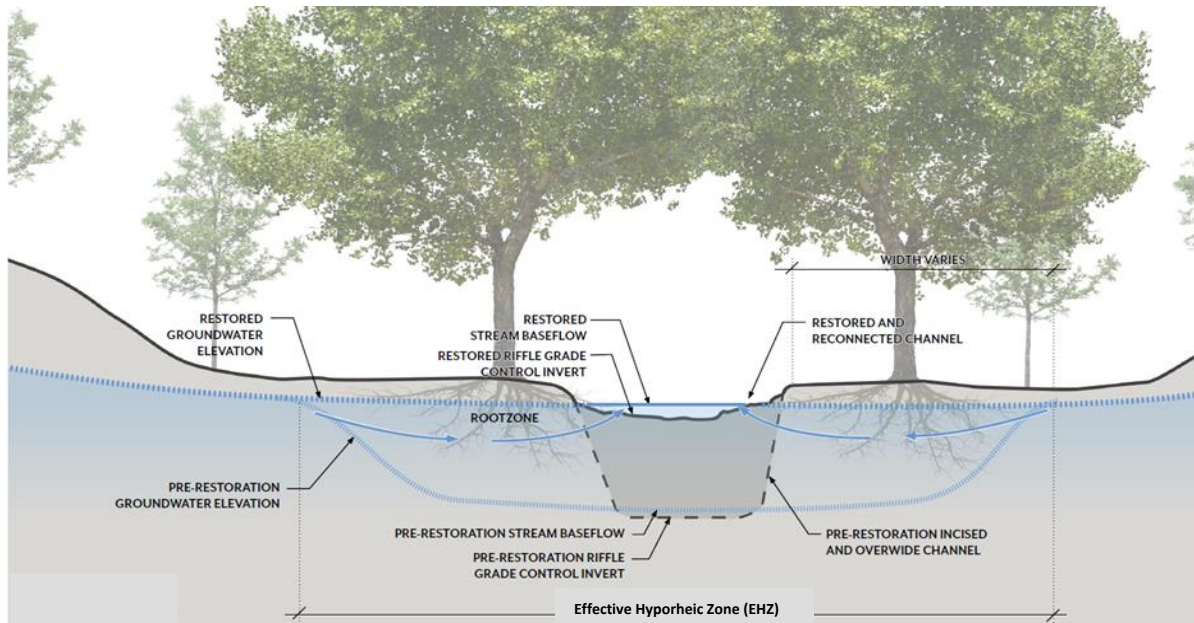 WIDTH VARIES
RESTORED
GROUNDWATER
ELEVATION
RESTORED
STREAM BASEFLOW
RESTORED RIFFLE GRADE
CONTROL INVERT
RESTORED AND
RECONNECTED CHANNEL
ROOTZONE
PRE-RESTORATION
GROUNDWATER ELEVATION
PRE-RESTORATION STREAM BASEFLOW
PRE-RESTORATION RIFFLE
GRADE CONTROL INVERT
PRE-RESTORATION INCISED
AND OVERWIDE CHANNEL
Effective Hyporheic Zone (EHZ)